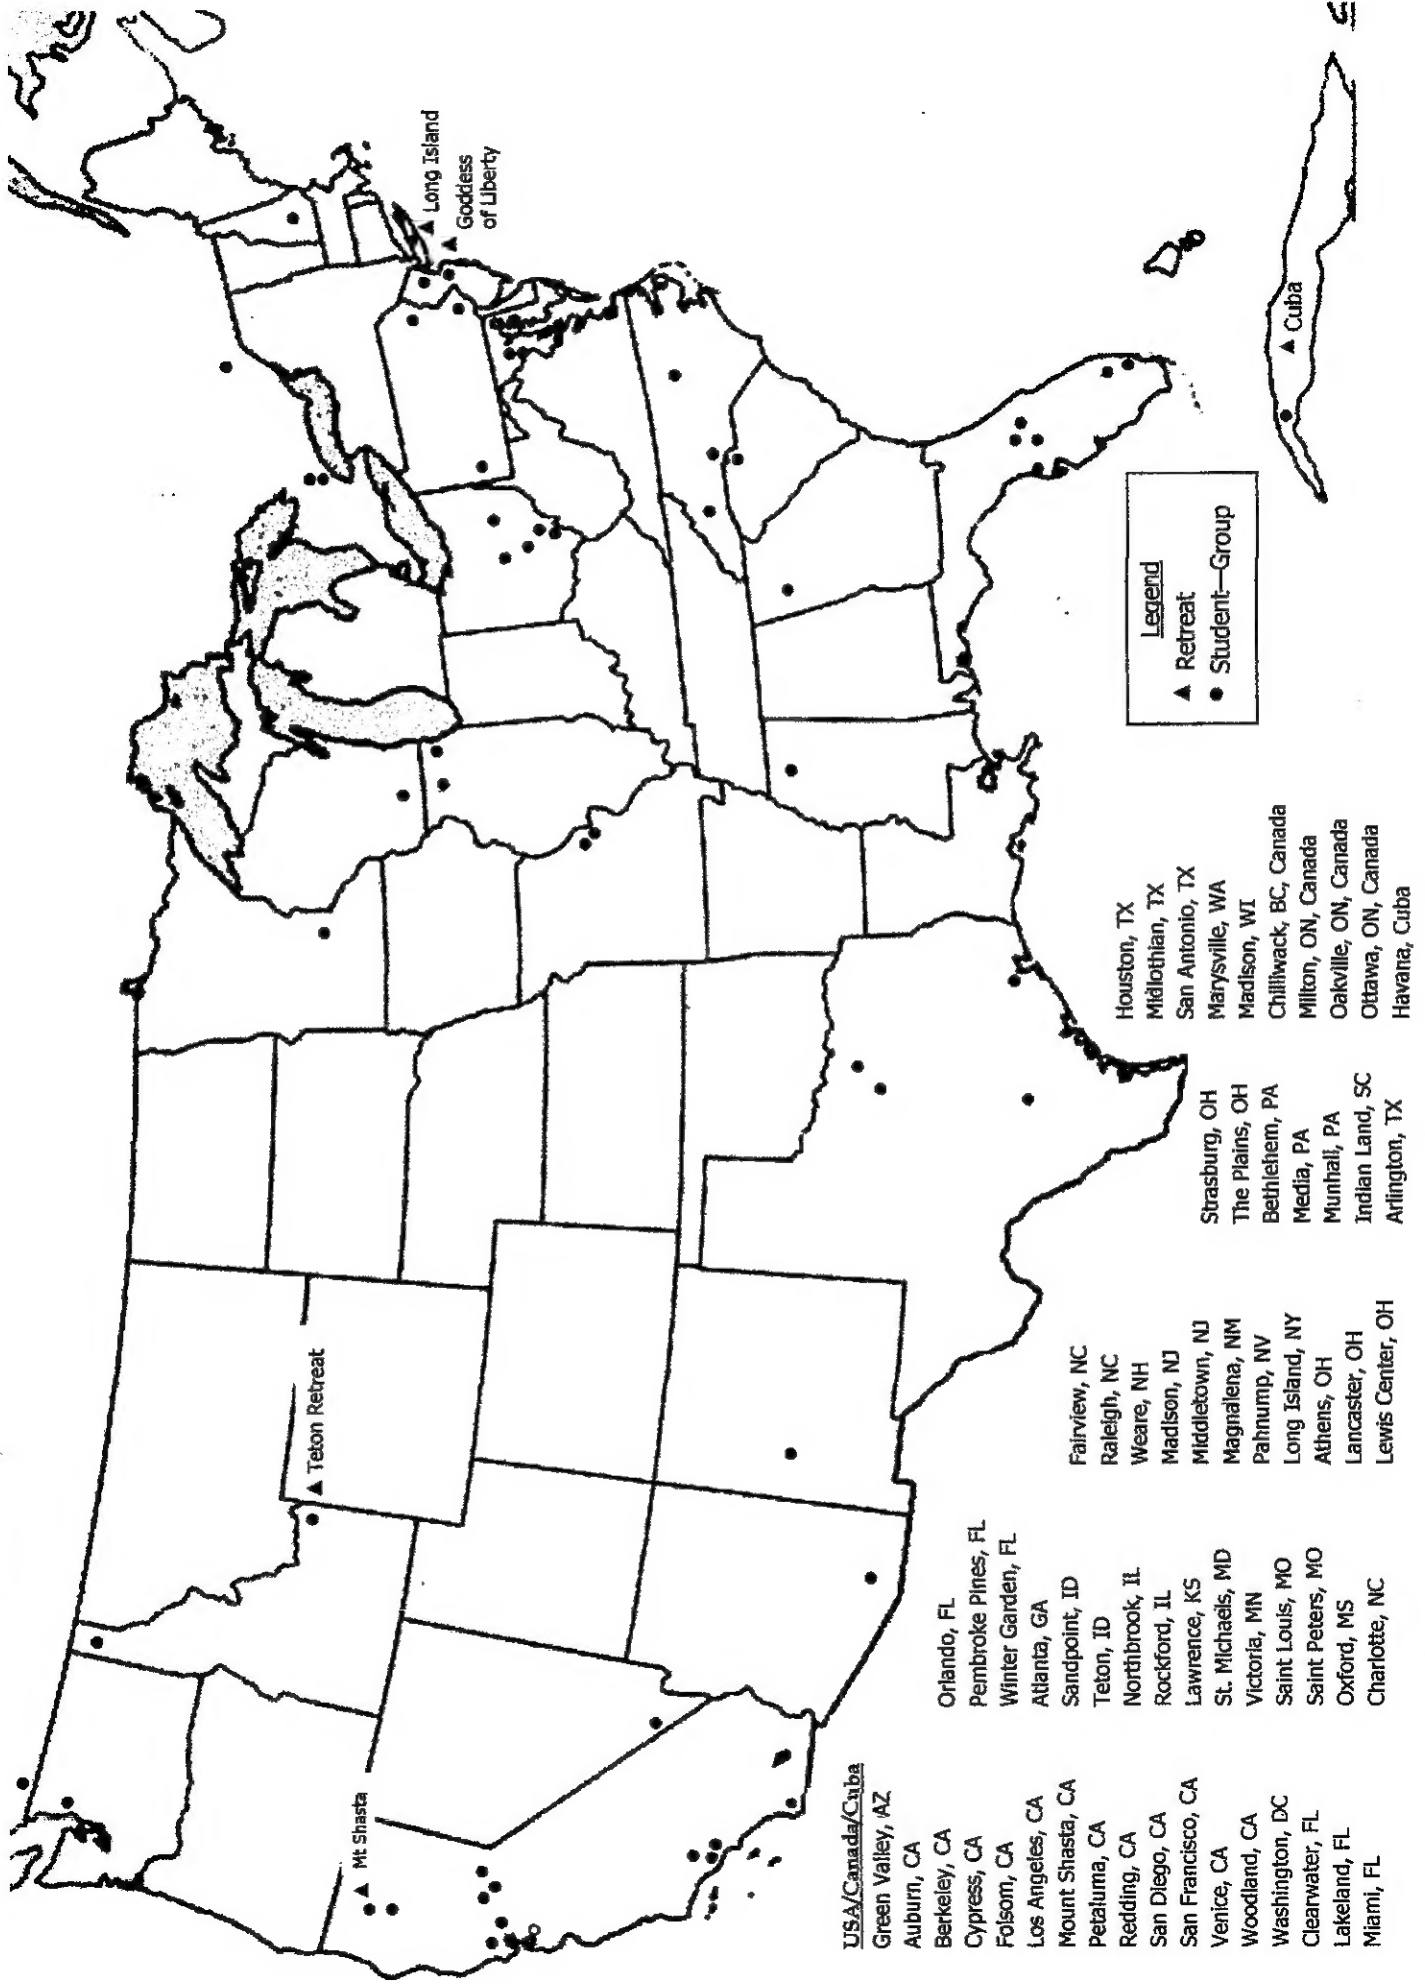 Mt Shasta
Teton Retreat
Long Island
Goddess
of Liberty
Cuba
Legend
▲ Retreat
● Student—Group
USA/Canada/Cuba
Green Valley, AZ
Auburn, CA
Berkeley, CA
Cypress, CA
Folsom, CA
Los Angeles, CA
Mount Shasta, CA
Petaluma, CA
Redding, CA
San Diego, CA
San Francisco, CA
Venice, CA
Woodland, CA
Washington, DC
Clearwater, FL
Lakeland, FL
Miami, FL
Orlando, FL
Pembroke Pines, FL
Winter Garden, FL
Atlanta, GA
Sandpoint, ID
Teton, ID
Northbrook, IL
Rockford, IL
Lawrence, KS
St. Michaels, MD
Victoria, MN
Saint Louis, MO
Saint Peters, MO
Oxford, MS
Charlotte, NC
Fairview, NC
Raleigh, NC
Weare, NH
Madison, NJ
Middletown, NJ
Magnalena, NM
Pahnump, NV
Long Island, NY
Athens, OH
Lancaster, OH
Lewis Center, OH
Strasburg, OH
The Plains, OH
Bethlehem, PA
Media, PA
Munhall, PA
Indian Land, SC
Arlington, TX
Houston, TX
Midlothian, TX
San Antonio, TX
Marysville, WA
Madison, WI
Chilliwack, BC, Canada
Milton, ON, Canada
Oakville, ON, Canada
Ottawa, ON, Canada
Havana, Cuba